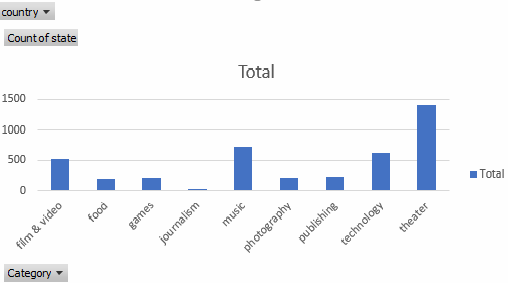 country
Count of state
Total
1500
1000
500
0
Total
film & video
food
games
journalism
music
photography
publishing
technology
theater
Category